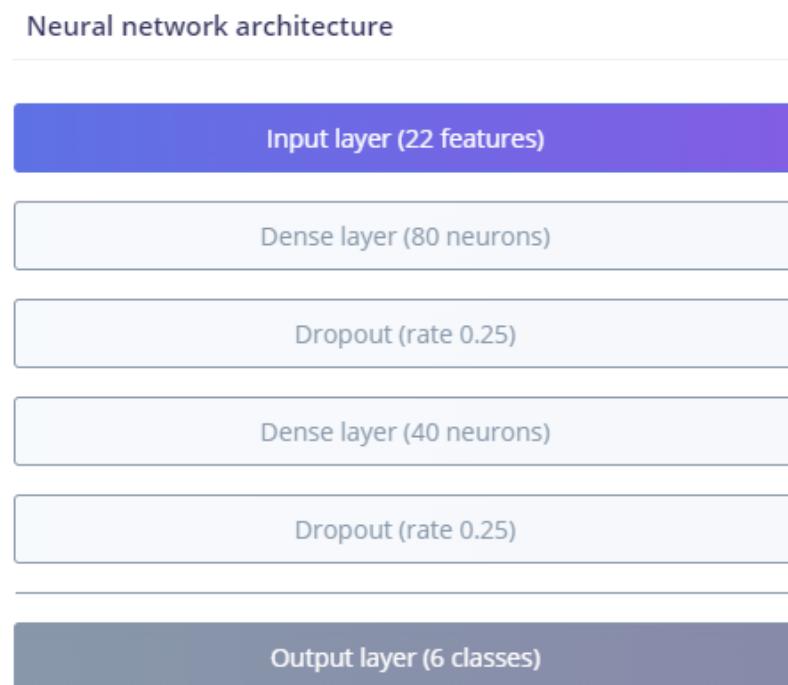 Neural network architecture
Input layer (22 features)
Dense layer (80 neurons)
Dropout (rate 0.25)
Dense layer (40 neurons)
Dropout (rate 0.25)
Output layer (6 classes)